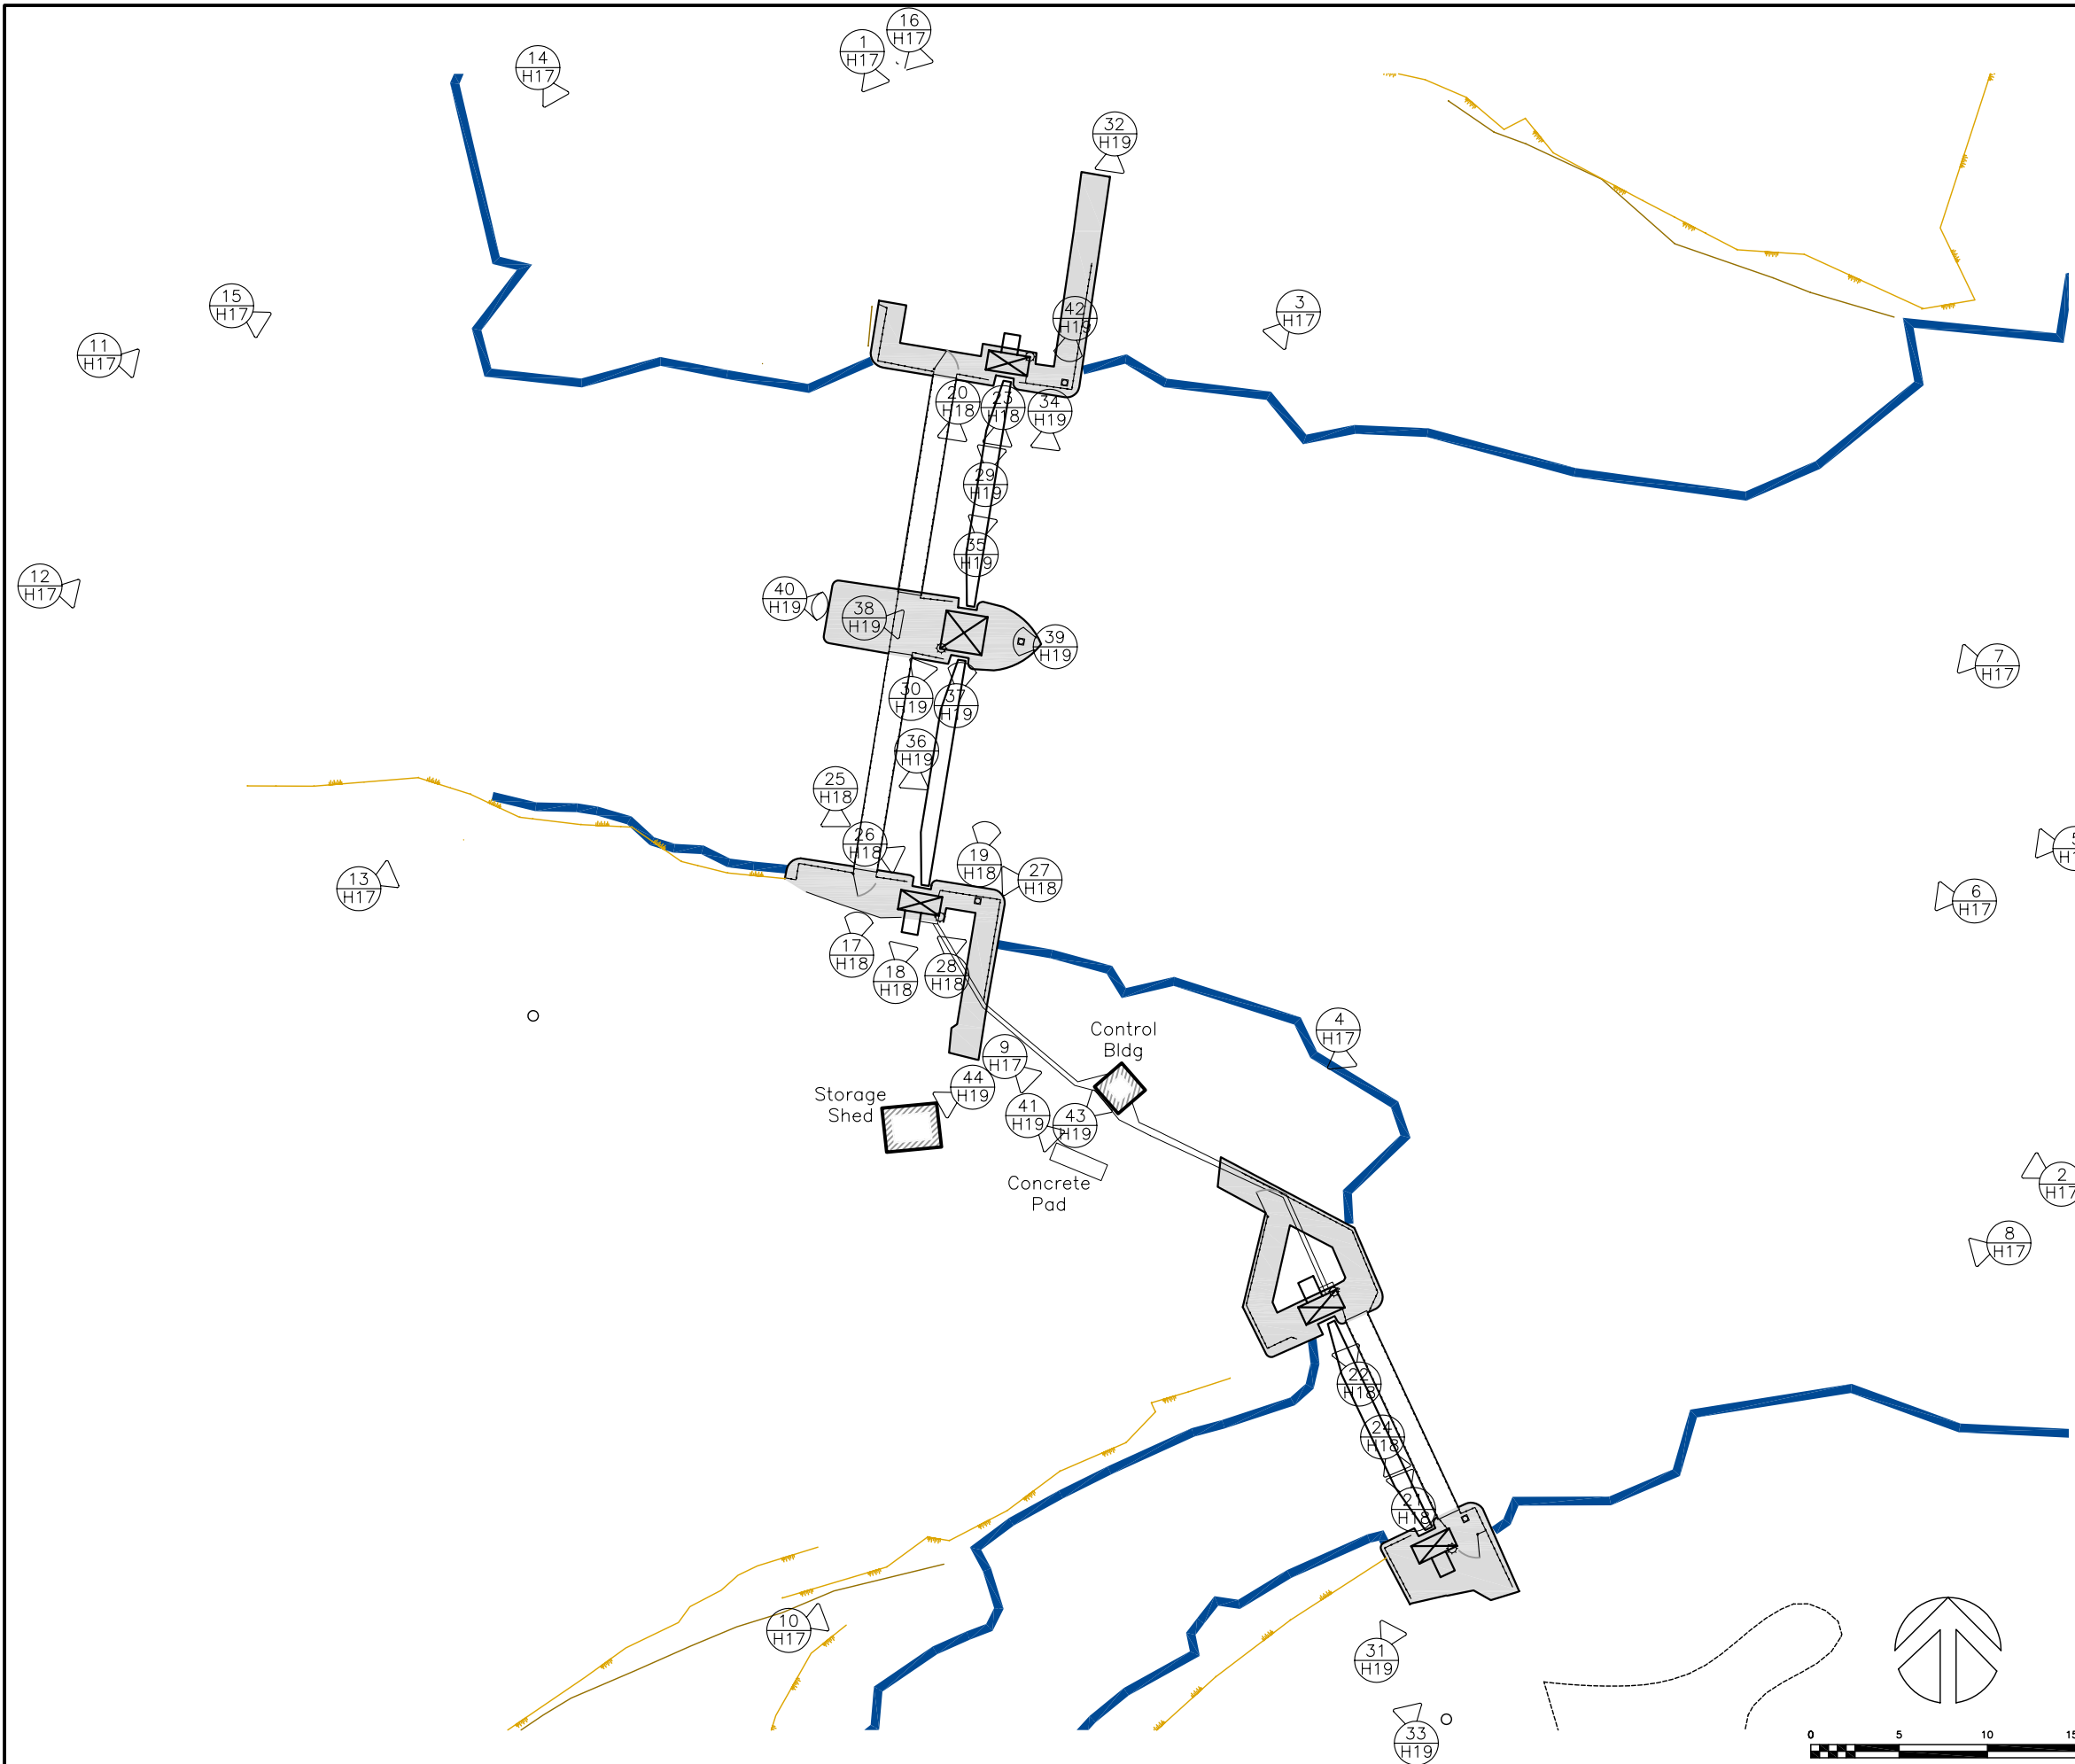 16
H17
1
H17
14
H17
32
H19
15
H17
3
H17
42
H19
11
H17
20
H18
23
H18
34
H19
29
H19
35
H19
12
H17
40
H19
38
H19
39
H19
7
H17
30
H19
37
H19
36
H19
25
H18
26
H18
19
H18
27
H18
13
H17
6
H17
17
H18
18
H18
28
H18
4
H17
Control
Bldg
9
H17
44
H19
Storage
Shed
41
H19
43
H19
Concrete
Pad
2
H17
8
H17
22
H18
24
H18
21
H18
10
H17
31
H19
33
H19
0 5 10 15